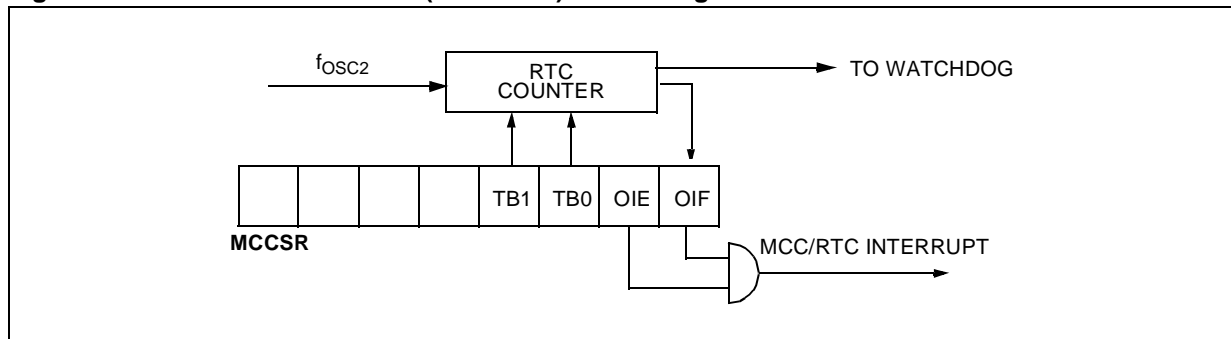 fOSC2
RTC
COUNTER
TO WATCHDOG
TB1 TB0 OIE OIF
MCCSR
MCC/RTC INTERRUPT